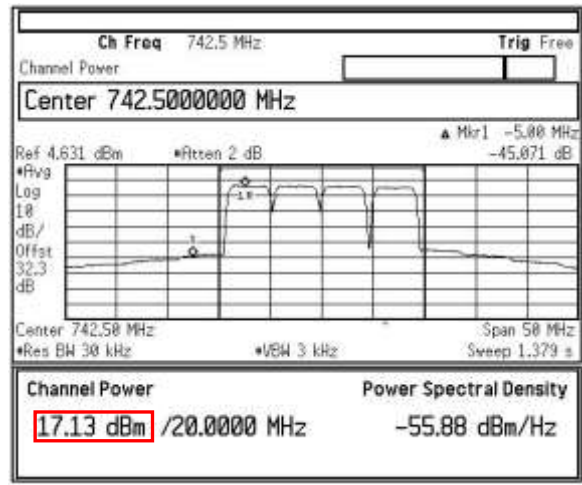 Ch Freq 742.5 MHz Trig Free
Channel Power
Center 742.5000000 MHz
▲ Mkr1 -5.00 MHz
Ref 4.631 dBm *Atten 2 dB -45.071 dB
*Avg
Log
10
dB/
Offst
32.3
dB
1R
1
Center 742.50 MHz Span 50 MHz
*Res BW 30 kHz *VBW 3 kHz Sweep 1.379 s
Channel Power Power Spectral Density
17.13 dBm /20.0000 MHz -55.88 dBm/Hz